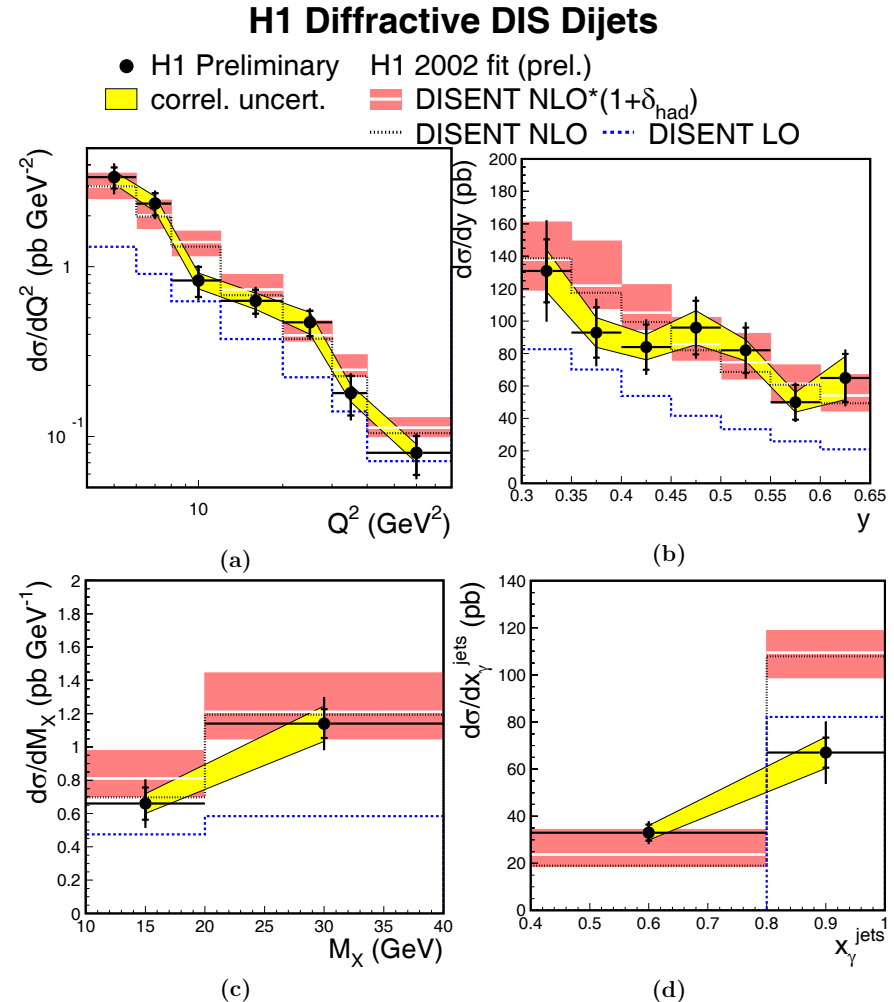 H1 Diffractive DIS Dijets
H1 Preliminary H1 2002 fit (prel.)
correl. uncert. DISENT NLO*(1+δhad)
DISENT NLO DISENT LO
dσ/dQ² (pb GeV⁻²)
1
10⁻¹
10
Q² (GeV²)
(a)
dσ/dy (pb)
200
180
160
140
120
100
80
60
40
20
0
0.3 0.35 0.4 0.45 0.5 0.55 0.6 0.65
y
(b)
dσ/dM_X (pb GeV⁻¹)
2
1.8
1.6
1.4
1.2
1
0.8
0.6
0.4
0.2
0
10 15 20 25 30 35 40
M_X (GeV)
(c)
dσ/dx_γ^jets (pb)
140
120
100
80
60
40
20
0
0.4 0.5 0.6 0.7 0.8 0.9 1
x_γ^jets
(d)